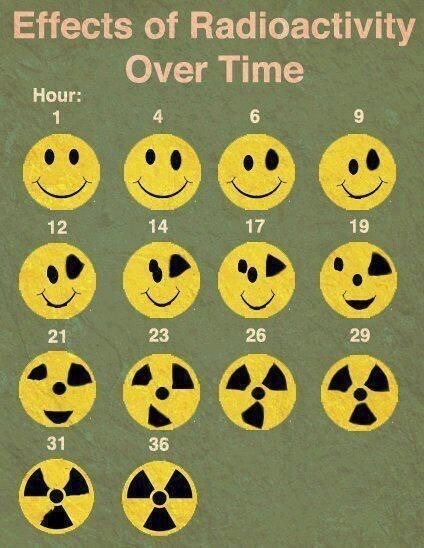 Effects of Radioactivity
Over Time
Hour:
1 4 6 9
12 14 17 19
21 23 26 29
31 36